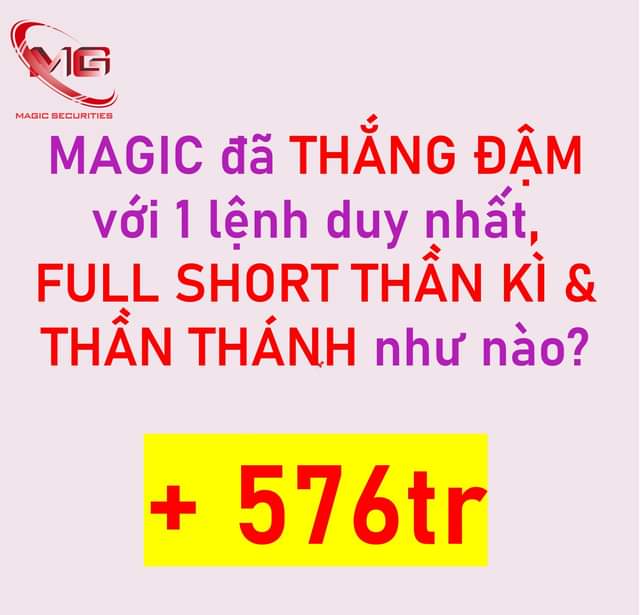 MG
MAGIC SECURITIES
MAGIC đã THẮNG ĐẬM
với 1 lệnh duy nhất,
FULL SHORT THẦN KÌ &
THẦN THÁNH như nào?
+ 576tr